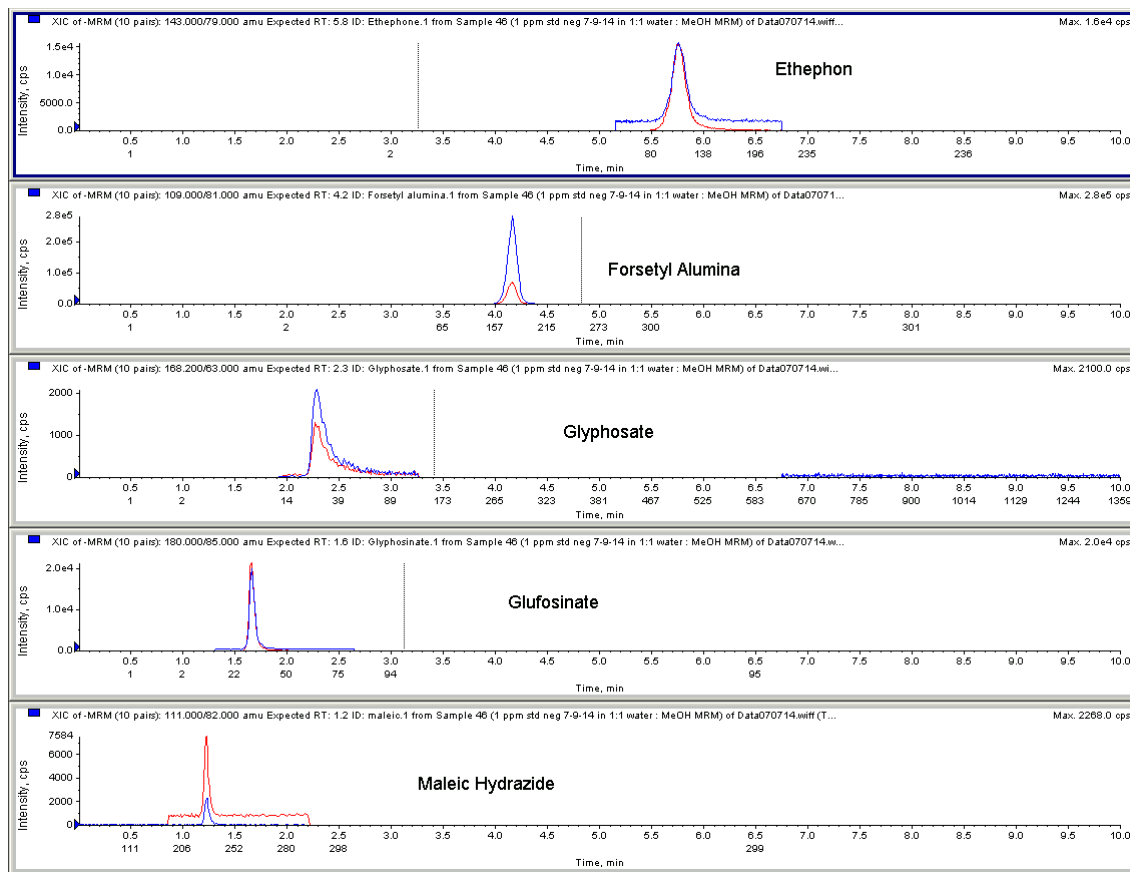 XIC of -MRM (10 pairs): 143.000/79.000 amu Expected RT: 5.8 ID: Ethephone.1 from Sample 46 (1 ppm std neg 7-9-14 in 1:1 water : MeOH MRM) of Data070714.wiff... Max. 1.6e4 cps
Intensity, cps
1.5e4
1.0e4
5000.0
0.0
Ethephon
0.5 1.0 1.5 2.0 2.5 3.0 3.5 4.0 4.5 5.0 5.5 6.0 6.5 7.0 7.5 8.0 8.5 9.0 9.5 10.0
1 2 80 138 196 235 236
Time, min
XIC of -MRM (10 pairs): 109.000/81.000 amu Expected RT: 4.2 ID: Forsetyl alumina.1 from Sample 46 (1 ppm std neg 7-9-14 in 1:1 water : MeOH MRM) of Data07071... Max. 2.8e5 cps
Intensity, cps
2.8e5
2.0e5
1.0e5
0.0
Forsetyl Alumina
0.5 1.0 1.5 2.0 2.5 3.0 3.5 4.0 4.5 5.0 5.5 6.0 6.5 7.0 7.5 8.0 8.5 9.0 9.5 10.0
1 2 65 157 215 273 300 301
Time, min
XIC of -MRM (10 pairs): 168.200/63.000 amu Expected RT: 2.3 ID: Glyphosate.1 from Sample 46 (1 ppm std neg 7-9-14 in 1:1 water : MeOH MRM) of Data070714.wi... Max. 2100.0 cps
Intensity, cps
2000
1000
0
Glyphosate
0.5 1.0 1.5 2.0 2.5 3.0 3.5 4.0 4.5 5.0 5.5 6.0 6.5 7.0 7.5 8.0 8.5 9.0 9.5 10.0
1 2 14 39 89 173 265 323 381 467 525 583 670 785 900 1014 1129 1244 1359
Time, min
XIC of -MRM (10 pairs): 180.000/85.000 amu Expected RT: 1.6 ID: Glyphosinate.1 from Sample 46 (1 ppm std neg 7-9-14 in 1:1 water : MeOH MRM) of Data070714.w... Max. 2.0e4 cps
Intensity, cps
2.0e4
1.0e4
0.0
Glufosinate
0.5 1.0 1.5 2.0 2.5 3.0 3.5 4.0 4.5 5.0 5.5 6.0 6.5 7.0 7.5 8.0 8.5 9.0 9.5 10.0
1 2 22 50 75 94 95
Time, min
XIC of -MRM (10 pairs): 111.000/82.000 amu Expected RT: 1.2 ID: maleic.1 from Sample 46 (1 ppm std neg 7-9-14 in 1:1 water : MeOH MRM) of Data070714.wiff (T... Max. 2268.0 cps
Intensity, cps
7584
6000
4000
2000
0
Maleic Hydrazide
0.5 1.0 1.5 2.0 2.5 3.0 3.5 4.0 4.5 5.0 5.5 6.0 6.5 7.0 7.5 8.0 8.5 9.0 9.5 10.0
111 206 252 280 298 299
Time, min